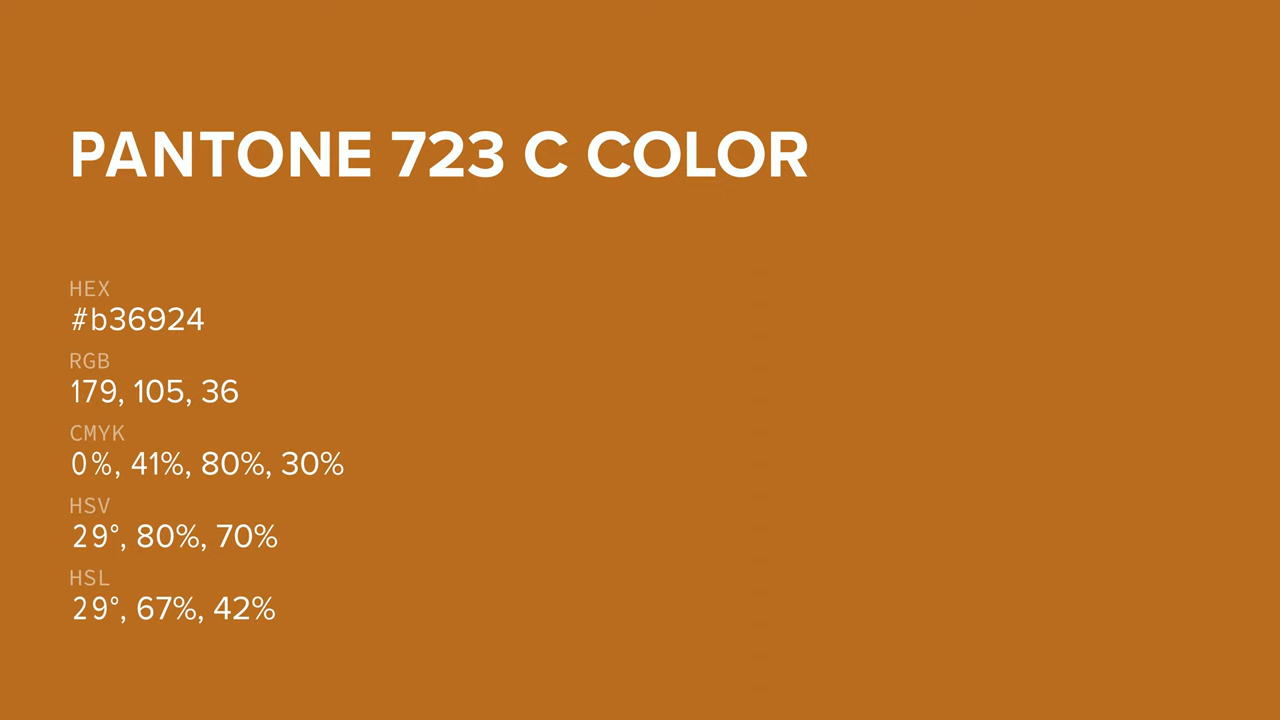 PANTONE 723 C COLOR
HEX
#b36924
RGB
179, 105, 36
CMYK
0%, 41%, 80%, 30%
HSV
29°, 80%, 70%
HSL
29°, 67%, 42%